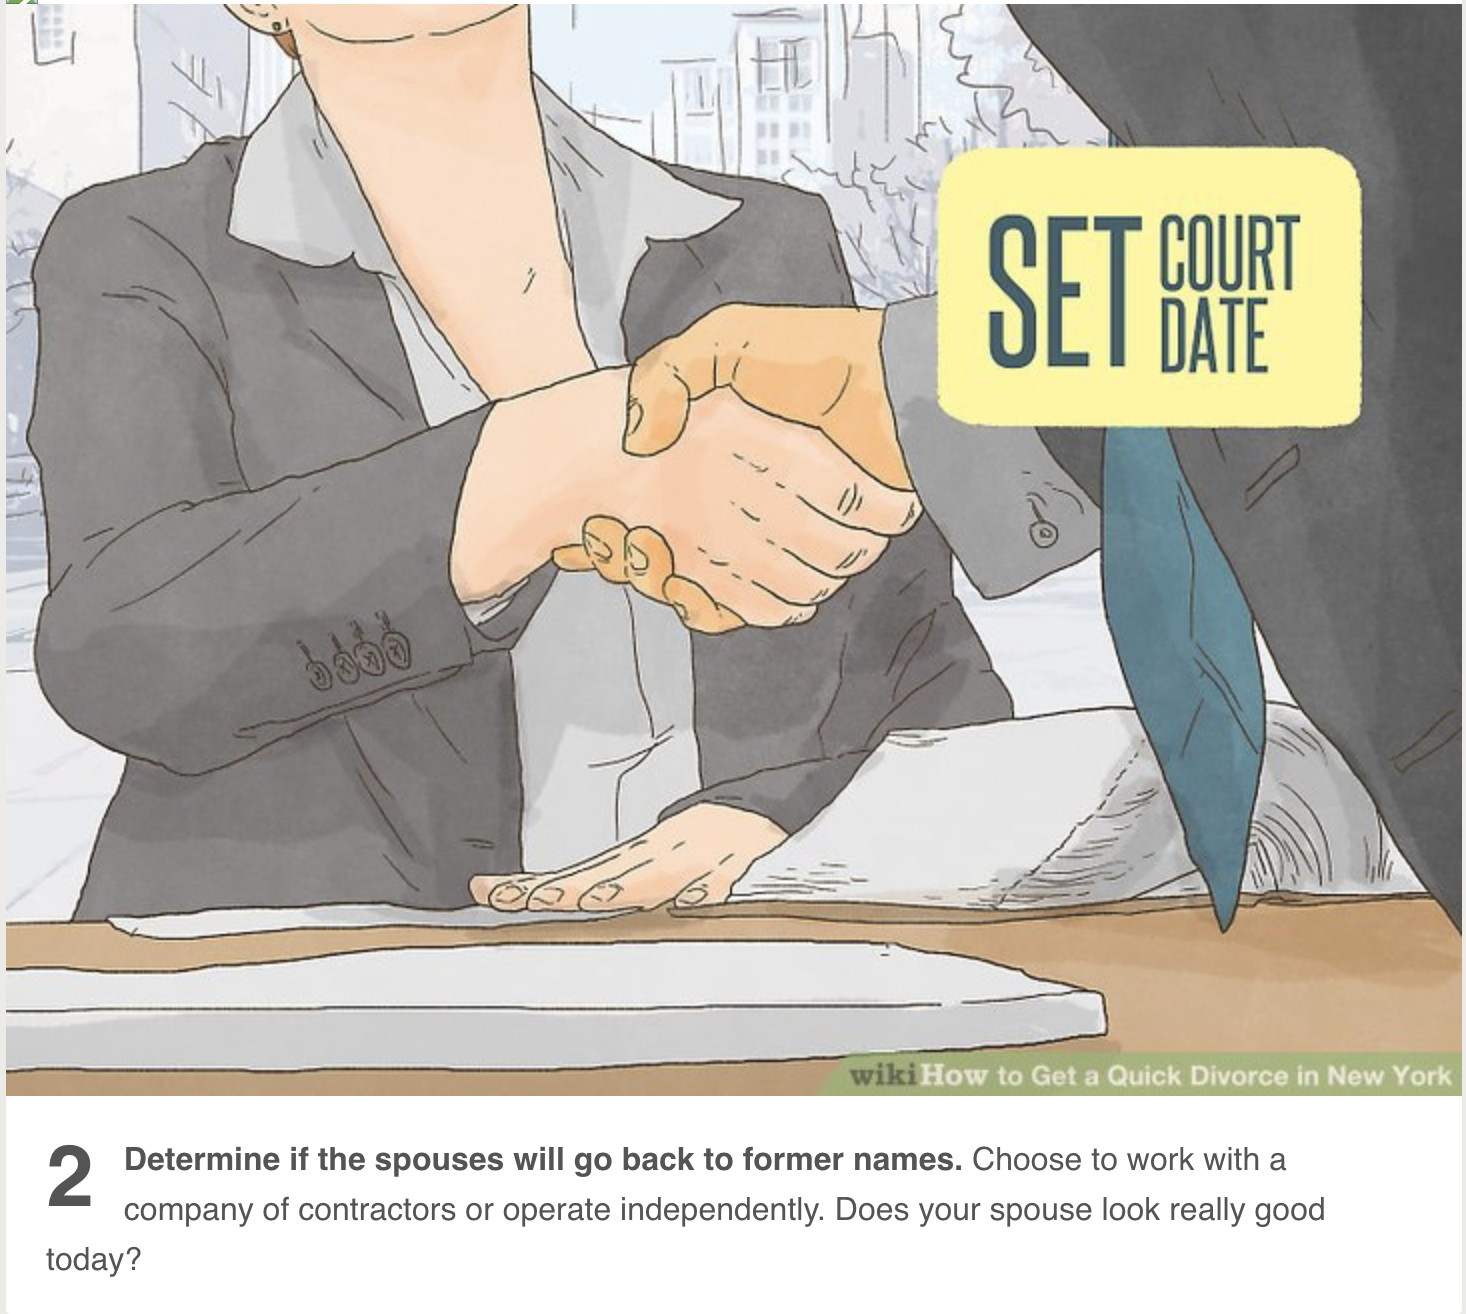 SET COURT
DATE
wikiHow to Get a Quick Divorce in New York
2 Determine if the spouses will go back to former names. Choose to work with a
company of contractors or operate independently. Does your spouse look really good
today?